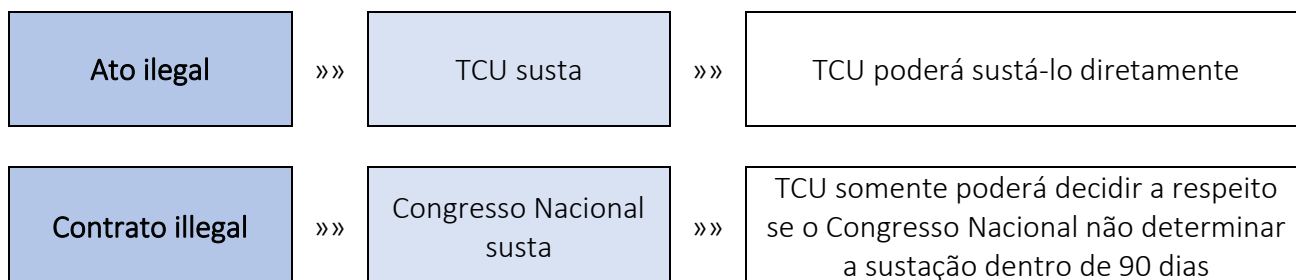 Ato ilegal »» TCU susta »» TCU poderá sustá-lo diretamente
Contrato illegal »» Congresso Nacional
susta »» TCU somente poderá decidir a respeito
se o Congresso Nacional não determinar
a sustação dentro de 90 dias